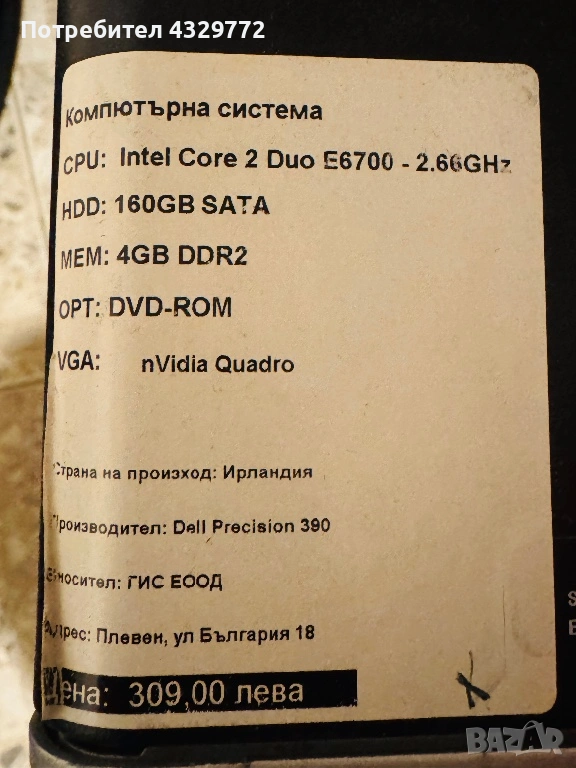 Потребител 4329772
Компютърна система
CPU: Intel Core 2 Duo E6700 - 2.66GHz
HDD: 160GB SATA
MEM: 4GB DDR2
OPT: DVD-ROM
VGA: nVidia Quadro
Страна на произход: Ирландия
Производител: Dell Precision 390
Вносител: ГИС ЕООД
Адрес: Плевен, ул България 18
Цена: 309,00 лева
BAZAR